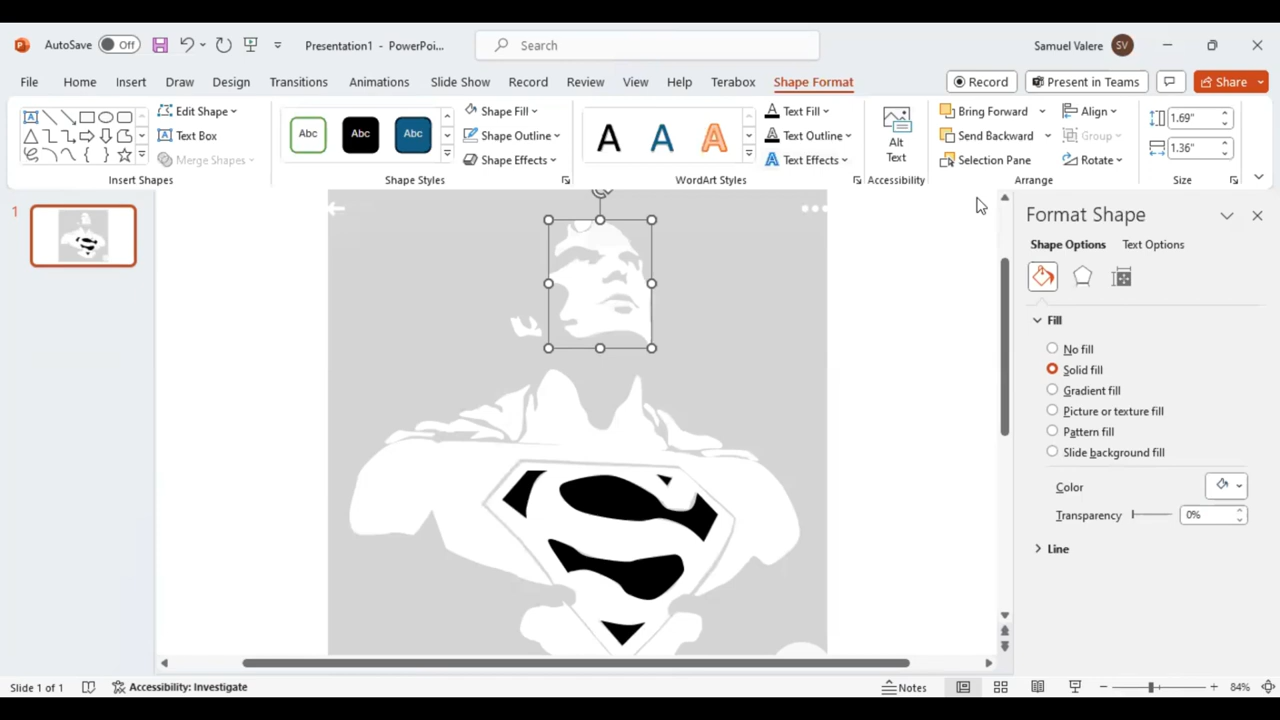 AutoSave Off Presentation1 - PowerPoi... Search Samuel Valere SV
File Home Insert Draw Design Transitions Animations Slide Show Record Review View Help Terabox Shape Format Record Present in Teams Share
Edit Shape
Text Box
Merge Shapes
Insert Shapes
Abc Abc Abc
Shape Fill
Shape Outline
Shape Effects
Shape Styles
A A A
Text Fill
Text Outline
Text Effects
WordArt Styles
Alt
Text
Accessibility
Bring Forward
Send Backward
Selection Pane
Align
Group
Rotate
Arrange
1.69"
1.36"
Size
1
Format Shape
Shape Options Text Options
Fill
No fill
Solid fill
Gradient fill
Picture or texture fill
Pattern fill
Slide background fill
Color
Transparency 0%
Line
Slide 1 of 1 Accessibility: Investigate Notes 84%